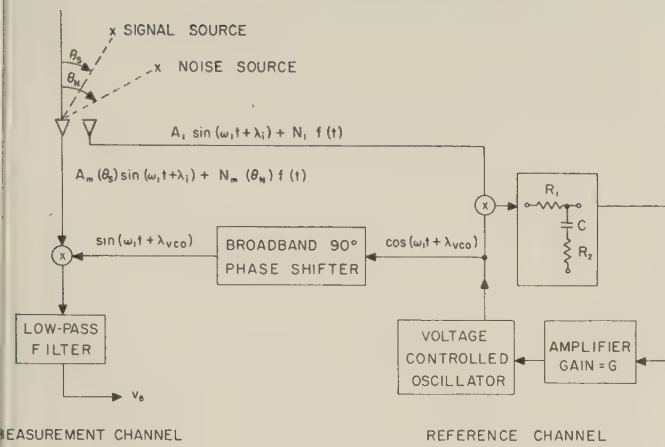 x SIGNAL SOURCE
θS
x NOISE SOURCE
θN
A₁ sin(ω₁t+λᵢ) + N₁ f(t)
Aₘ(θS)sin(ω₁t+λᵢ) + Nₘ(θN) f(t)
R₁
C
R₂
x
sin(ω₁t+λVCO)
BROADBAND 90°
PHASE SHIFTER
cos(ω₁t+λVCO)
x
LOW-PASS
FILTER
VOLTAGE
CONTROLLED
OSCILLATOR
AMPLIFIER
GAIN = G
vθ
EASUREMENT CHANNEL
REFERENCE CHANNEL